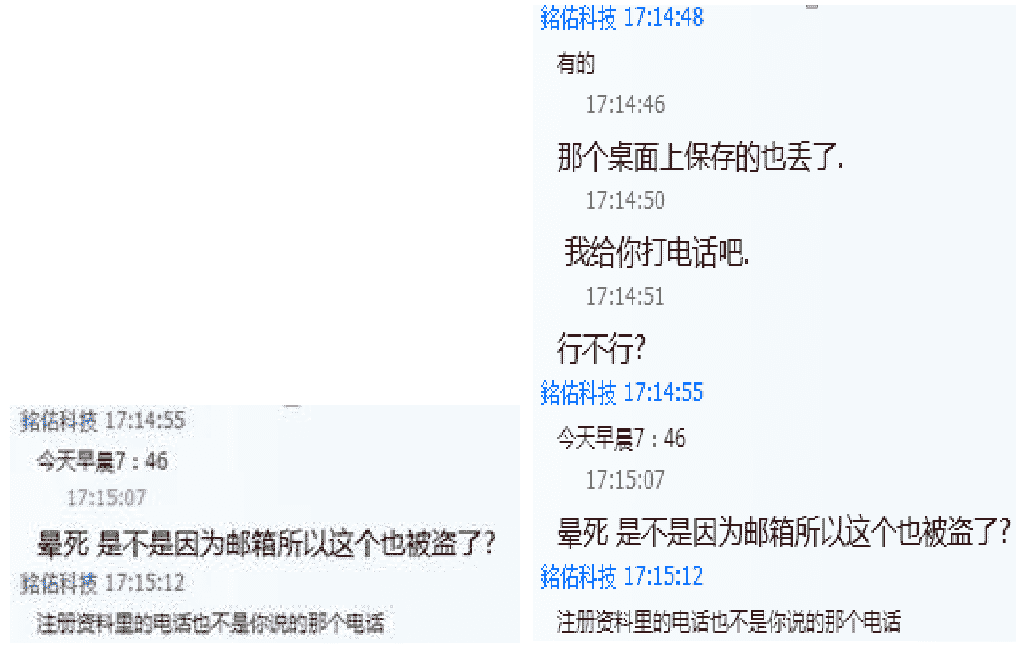 銘佑科技 17:14:55
今天早晨7：46
17:15:07
晕死 是不是因为邮箱所以这个也被盗了?
銘佑科技 17:15:12
注册资料里的电话也不是你说的那个电话
銘佑科技 17:14:48
有的
17:14:46
那个桌面上保存的也丢了.
17:14:50
我给你打电话吧.
17:14:51
行不行?
銘佑科技 17:14:55
今天早晨7：46
17:15:07
晕死 是不是因为邮箱所以这个也被盗了?
銘佑科技 17:15:12
注册资料里的电话也不是你说的那个电话